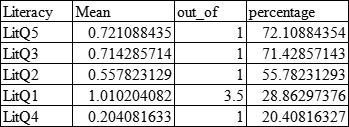 Literacy Mean out_of percentage
LitQ5 0.721088435 1 72.10884354
LitQ3 0.714285714 1 71.42857143
LitQ2 0.557823129 1 55.78231293
LitQ1 1.010204082 3.5 28.86297376
LitQ4 0.204081633 1 20.40816327